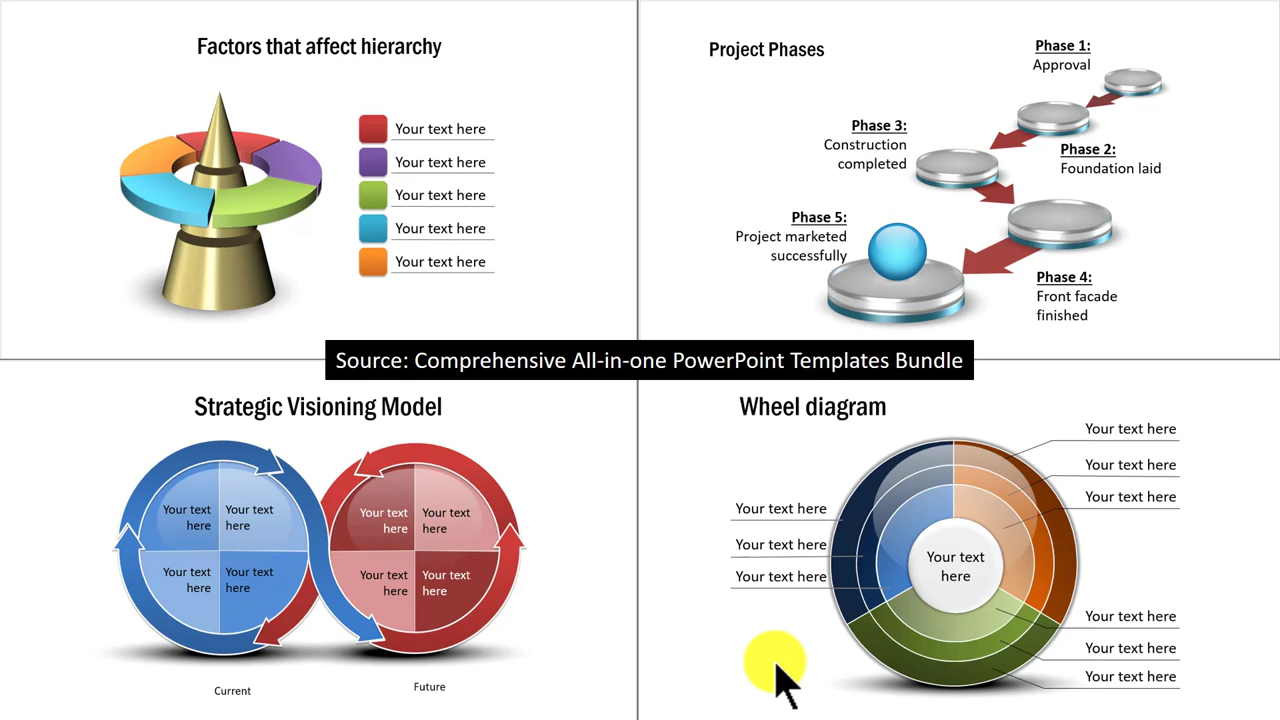 Factors that affect hierarchy
Your text here
Your text here
Your text here
Your text here
Your text here
Project Phases
Phase 1:
Approval
Phase 3:
Construction
completed
Phase 2:
Foundation laid
Phase 5:
Project marketed
successfully
Phase 4:
Front facade
finished
Source: Comprehensive All-in-one PowerPoint Templates Bundle
Strategic Visioning Model
Your text
here
Your text
here
Your text
here
Your text
here
Your text
here
Your text
here
Your text
here
Your text
here
Current
Future
Wheel diagram
Your text here
Your text here
Your text here
Your text here
Your text here
Your text here
Your text
here
Your text here
Your text here
Your text here